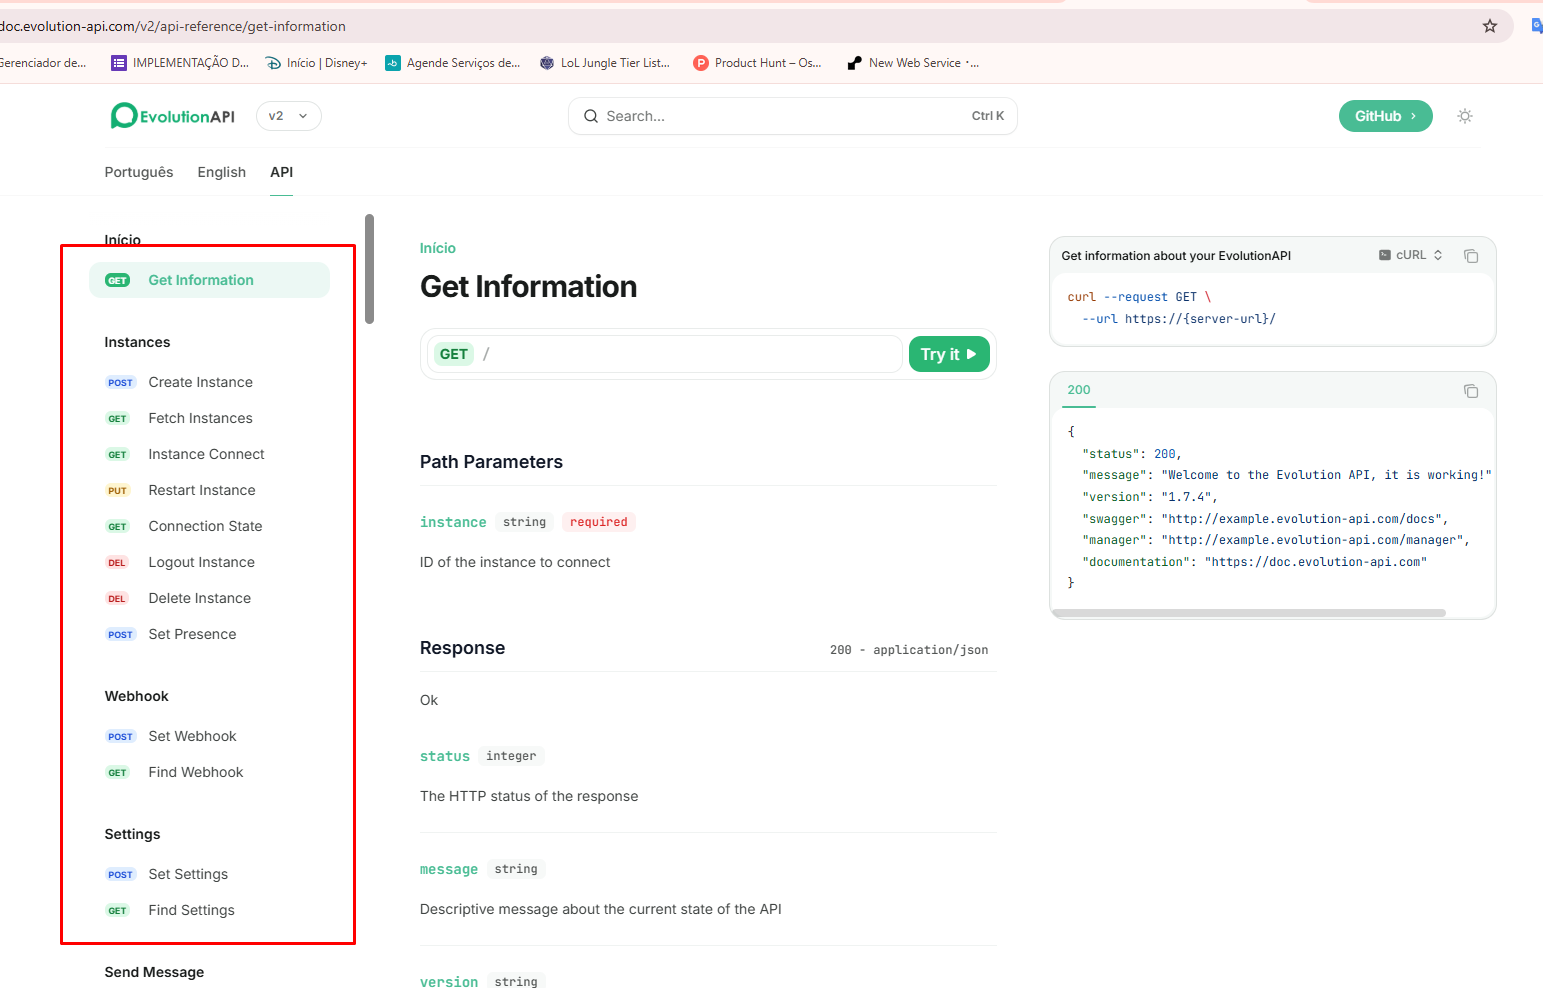 doc.evolution-api.com/v2/api-reference/get-information
Gerenciador de...
IMPLEMENTAÇÃO D...
Início | Disney+
Agende Serviços de...
LoL Jungle Tier List...
Product Hunt – Os...
New Web Service ·...
EvolutionAPI
v2
Search...
Ctrl K
GitHub
Português
English
API
Início
GET Get Information
Instances
POST Create Instance
GET Fetch Instances
GET Instance Connect
PUT Restart Instance
GET Connection State
DEL Logout Instance
DEL Delete Instance
POST Set Presence
Webhook
POST Set Webhook
GET Find Webhook
Settings
POST Set Settings
GET Find Settings
Send Message
Início
Get Information
GET /
Try it
Path Parameters
instance string required
ID of the instance to connect
Response
200 - application/json
Ok
status integer
The HTTP status of the response
message string
Descriptive message about the current state of the API
version string
Get information about your EvolutionAPI
cURL
curl --request GET \
--url https://{server-url}/
200
{
"status": 200,
"message": "Welcome to the Evolution API, it is working!"
"version": "1.7.4",
"swagger": "http://example.evolution-api.com/docs",
"manager": "http://example.evolution-api.com/manager",
"documentation": "https://doc.evolution-api.com"
}